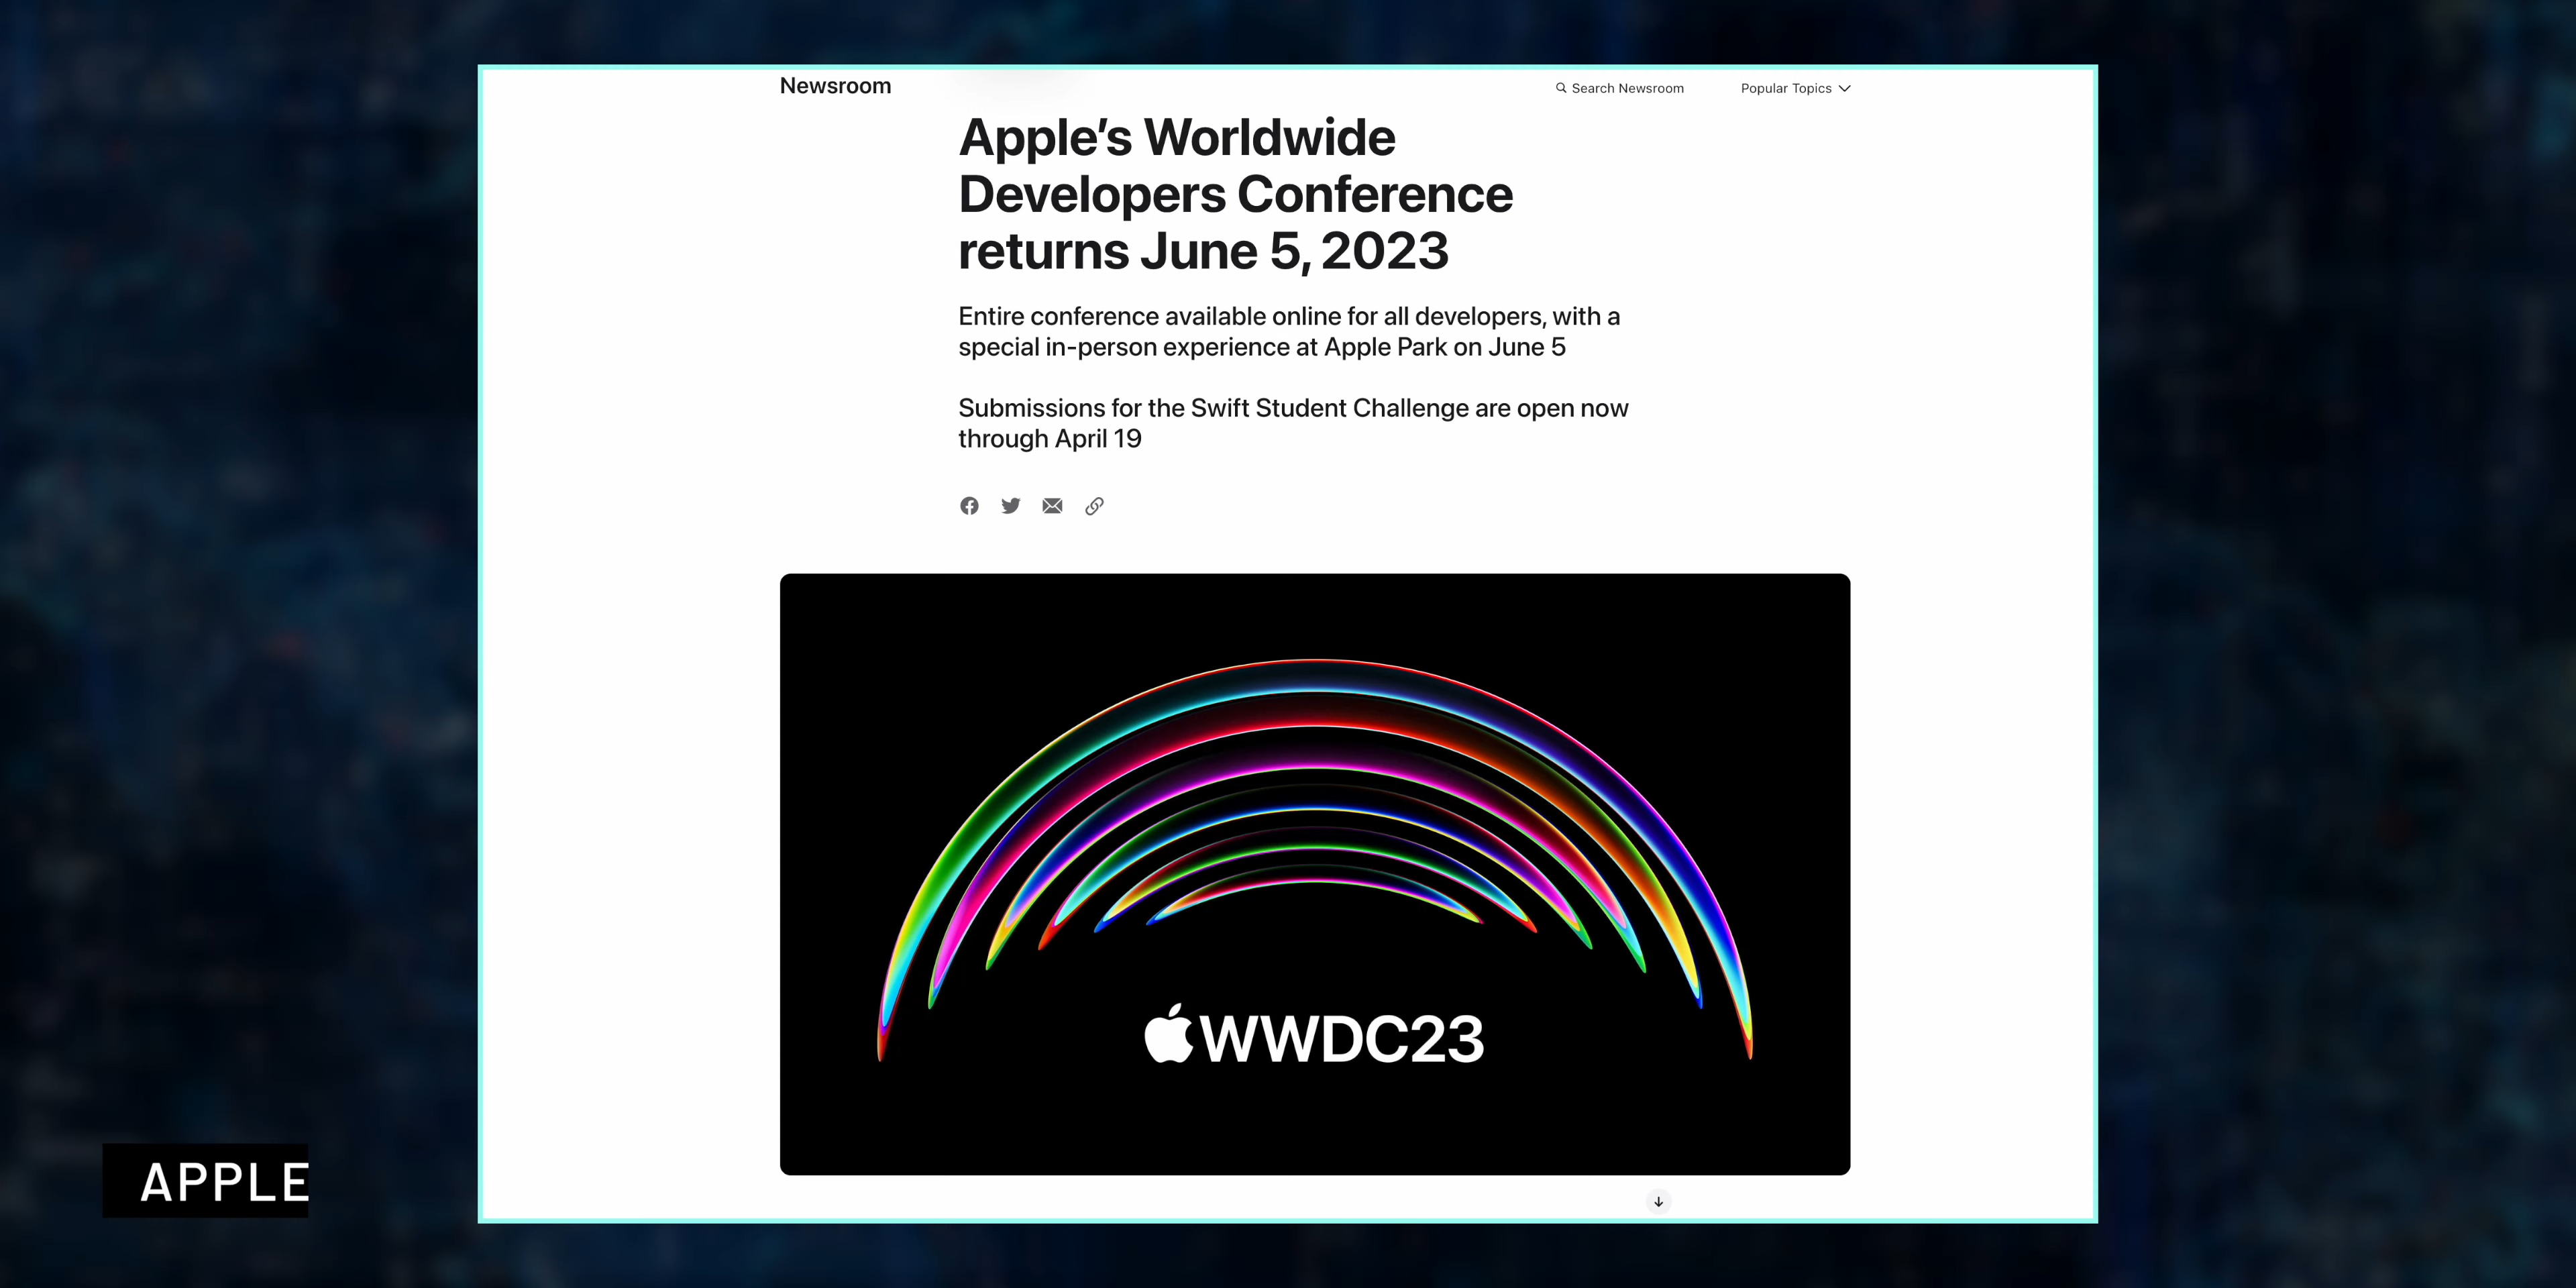 Newsroom
Search Newsroom
Popular Topics
Apple’s Worldwide
Developers Conference
returns June 5, 2023
Entire conference available online for all developers, with a
special in-person experience at Apple Park on June 5
Submissions for the Swift Student Challenge are open now
through April 19
WWDC23
APPLE